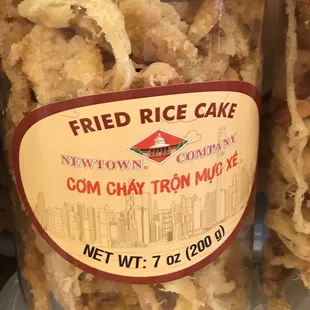 FRIED RICE CAKE
NEWTOWN COMPANY
CƠM CHÁY TRỘN MỰC XÉ
NET WT: 7 oz (200 g)